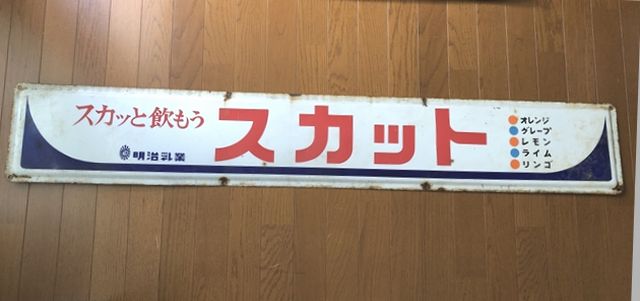 スカッと飲もう
明治乳業
スカット
オレンジ
グレープ
レモン
ライム
リンゴ